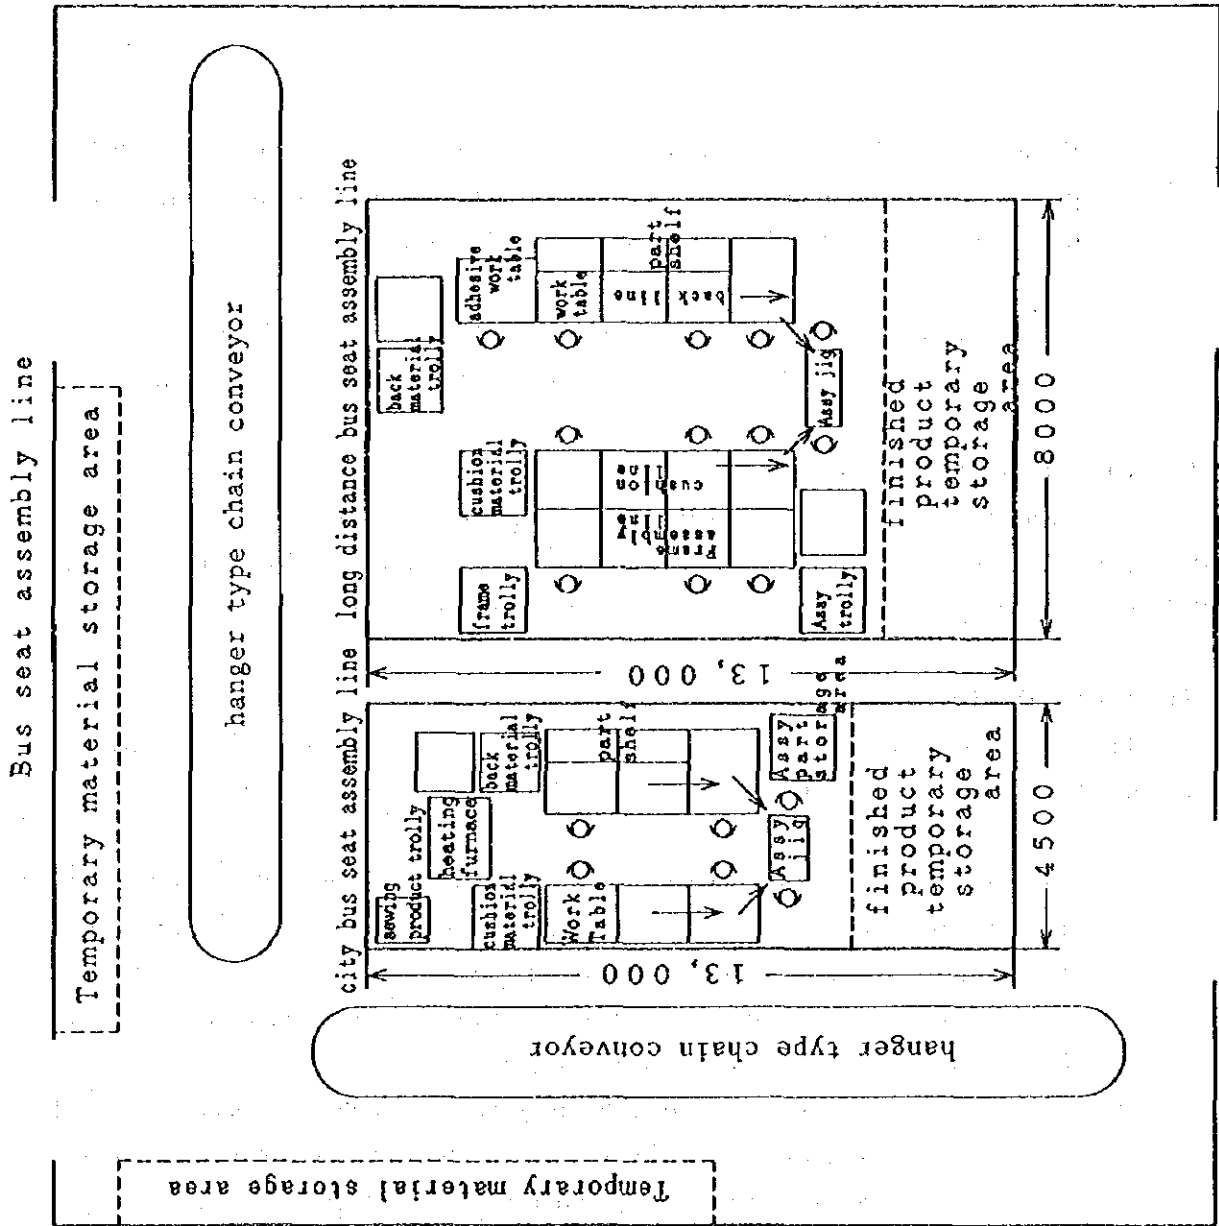 Bus seat assembly line
Temporary material storage area
hanger type chain conveyor
city bus seat assembly line
long distance bus seat assembly line
sewing
product trolly
heating
furnace
cushion
material
trolly
back
material
trolly
Work
Table
part
shelf
Assy
jig
Assy
part
storage
area
finished
product
temporary
storage
area
13,000
4500
frame
trolly
cushion
material
trolly
back
material
trolly
adhesive
work
table
work
table
part
shelf
back
line
cushion
line
frame
assembly
line
Assy jig
Assy
trolly
finished
product
temporary
storage
area
13,000
8000
hanger type chain conveyor
Temporary material storage area